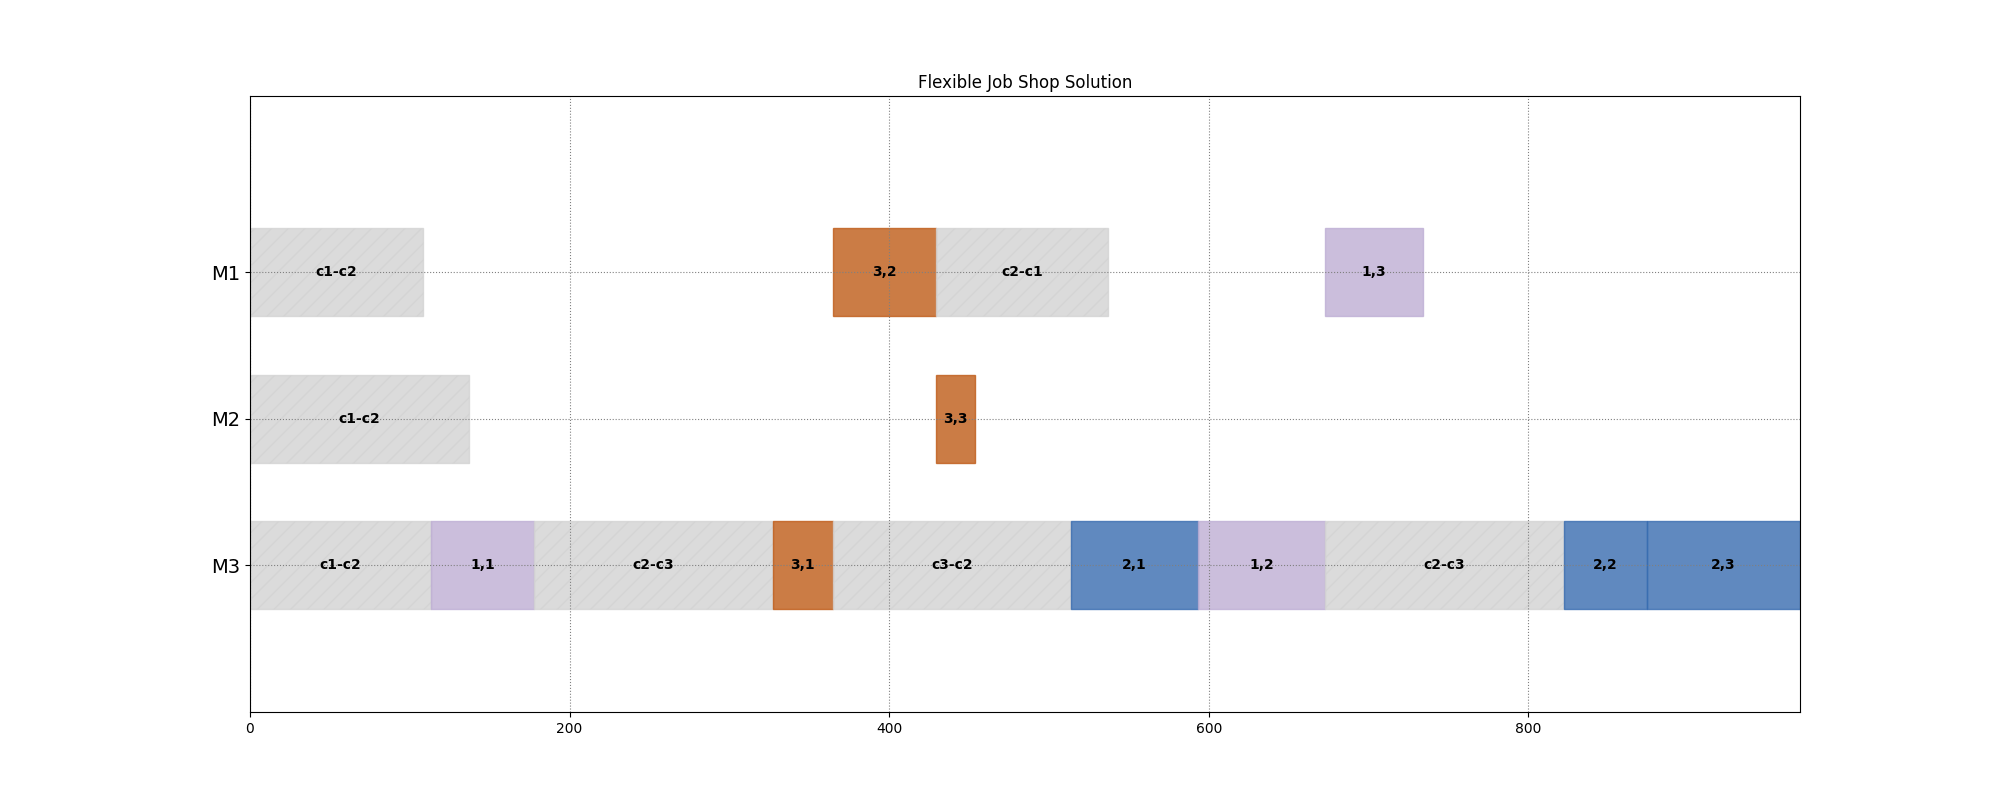 Flexible Job Shop Solution
M1 c1-c2 3,2 c2-c1 1,3
M2 c1-c2 3,3
M3 c1-c2 1,1 c2-c3 3,1 c3-c2 2,1 1,2 c2-c3 2,2 2,3
0 200 400 600 800